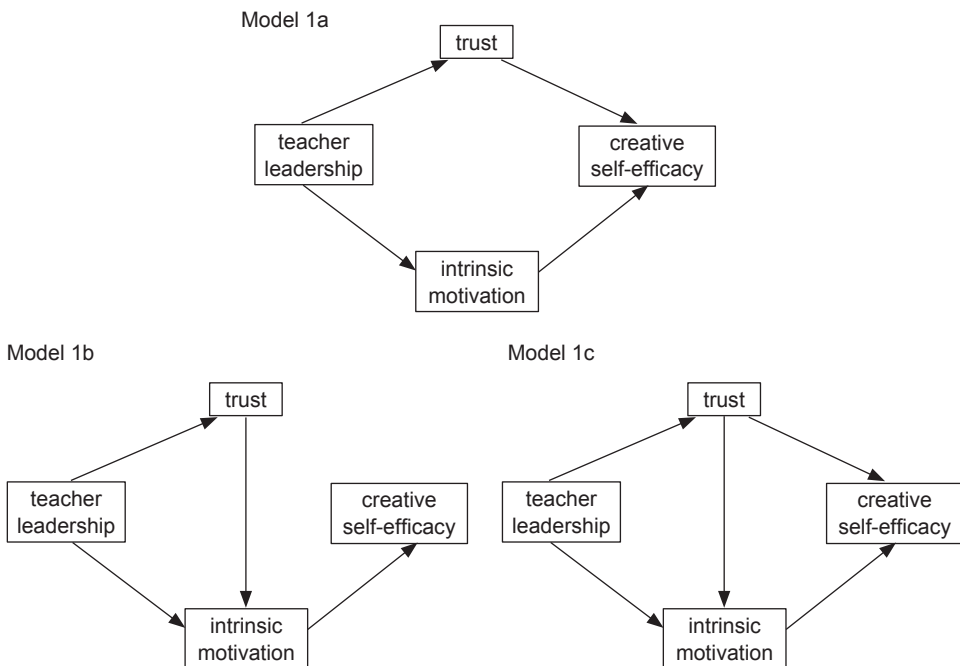 Model 1a
trust
teacher
leadership
creative
self-efficacy
intrinsic
motivation
Model 1b
trust
teacher
leadership
creative
self-efficacy
intrinsic
motivation
Model 1c
trust
teacher
leadership
creative
self-efficacy
intrinsic
motivation